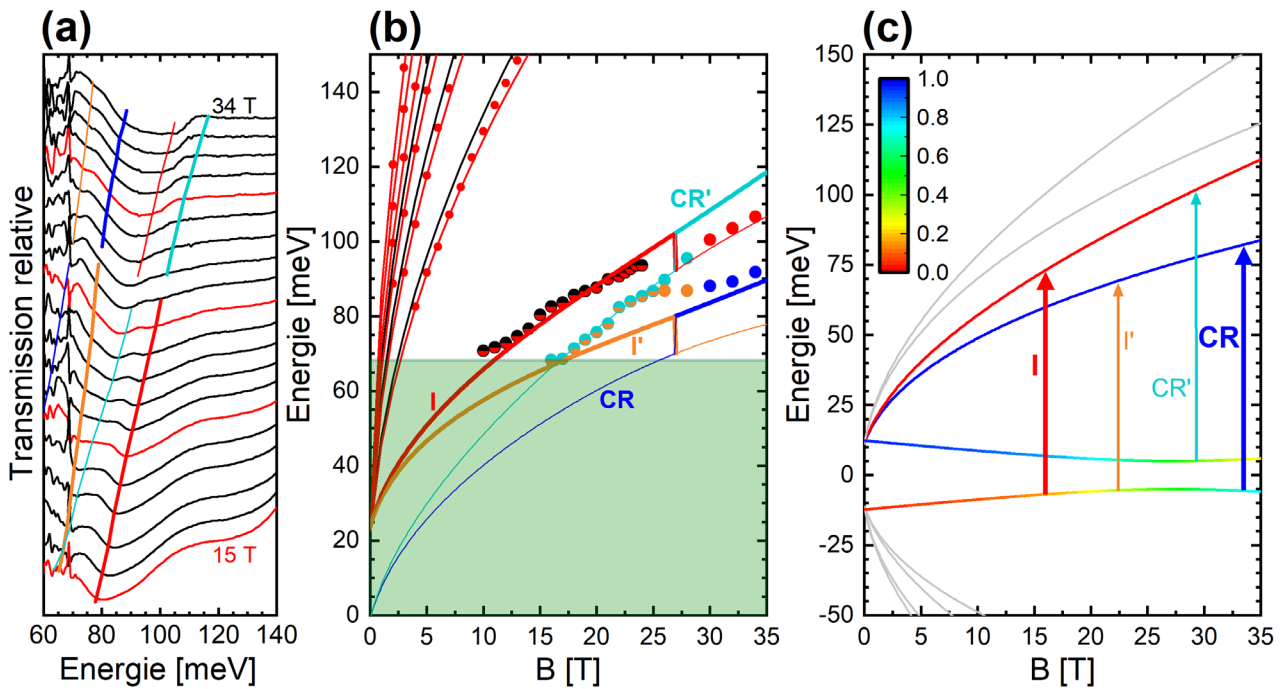 (a)
Transmission relative
34 T
15 T
60 80 100 120 140
Energie [meV]
(b)
Energie [meV]
140
120
100
80
60
40
20
0
CR'
I'
I
CR
0 5 10 15 20 25 30 35
B [T]
(c)
Energie [meV]
150
125
100
75
50
25
0
-25
-50
1.0
0.8
0.6
0.4
0.2
0.0
I
I'
CR'
CR
0 5 10 15 20 25 30 35
B [T]